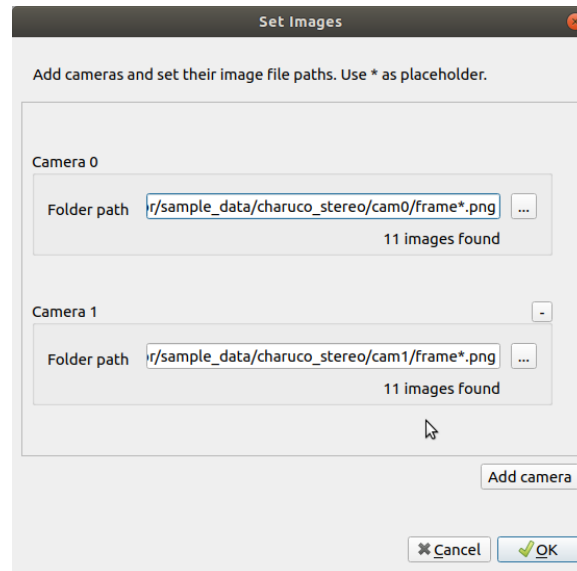 Set Images
Add cameras and set their image file paths. Use * as placeholder.
Camera 0
Folder path r/sample_data/charuco_stereo/cam0/frame*.png ...
11 images found
Camera 1 -
Folder path r/sample_data/charuco_stereo/cam1/frame*.png ...
11 images found
Add camera
Cancel OK